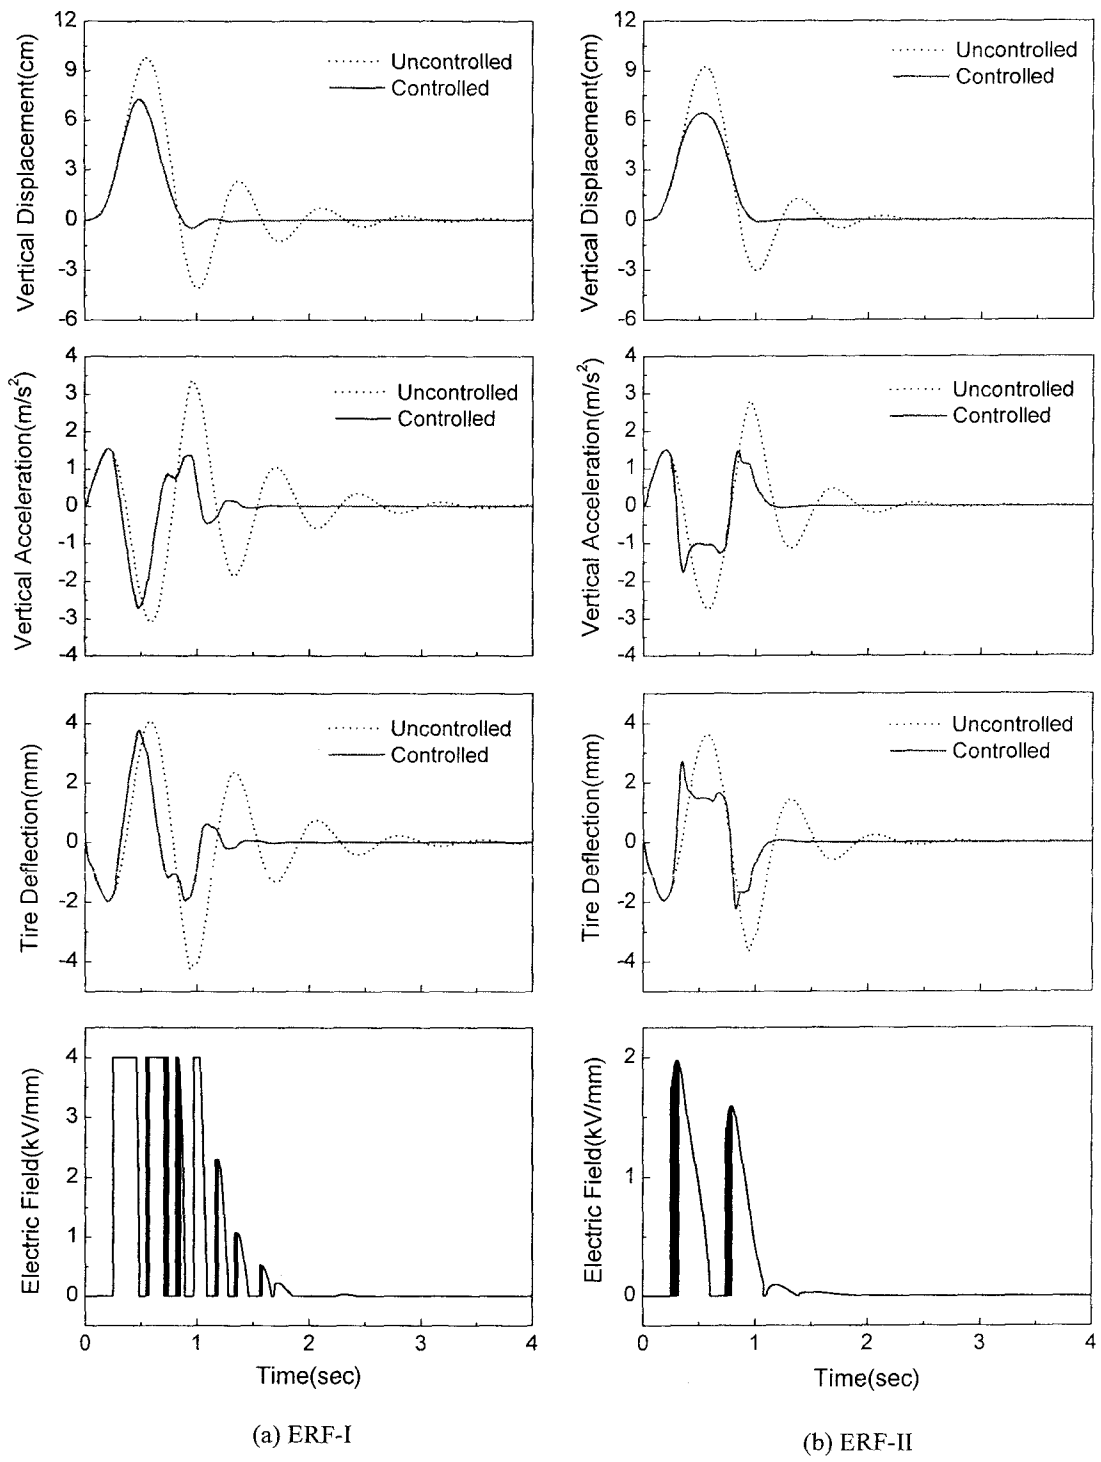 12
9
6
3
0
-3
-6
Vertical Displacement(cm)
Uncontrolled
Controlled
4
3
2
1
0
-1
-2
-3
-4
Vertical Acceleration(m/s²)
Uncontrolled
Controlled
4
2
0
-2
-4
Tire Deflection(mm)
Uncontrolled
Controlled
4
3
2
1
0
Electric Field(kV/mm)
0 1 2 3 4
Time(sec)
(a) ERF-I
12
9
6
3
0
-3
-6
Vertical Displacement(cm)
Uncontrolled
Controlled
4
3
2
1
0
-1
-2
-3
-4
Vertical Acceleration(m/s²)
Uncontrolled
Controlled
4
2
0
-2
-4
Tire Deflection(mm)
Uncontrolled
Controlled
2
1
0
Electric Field(kV/mm)
0 1 2 3 4
Time(sec)
(b) ERF-II